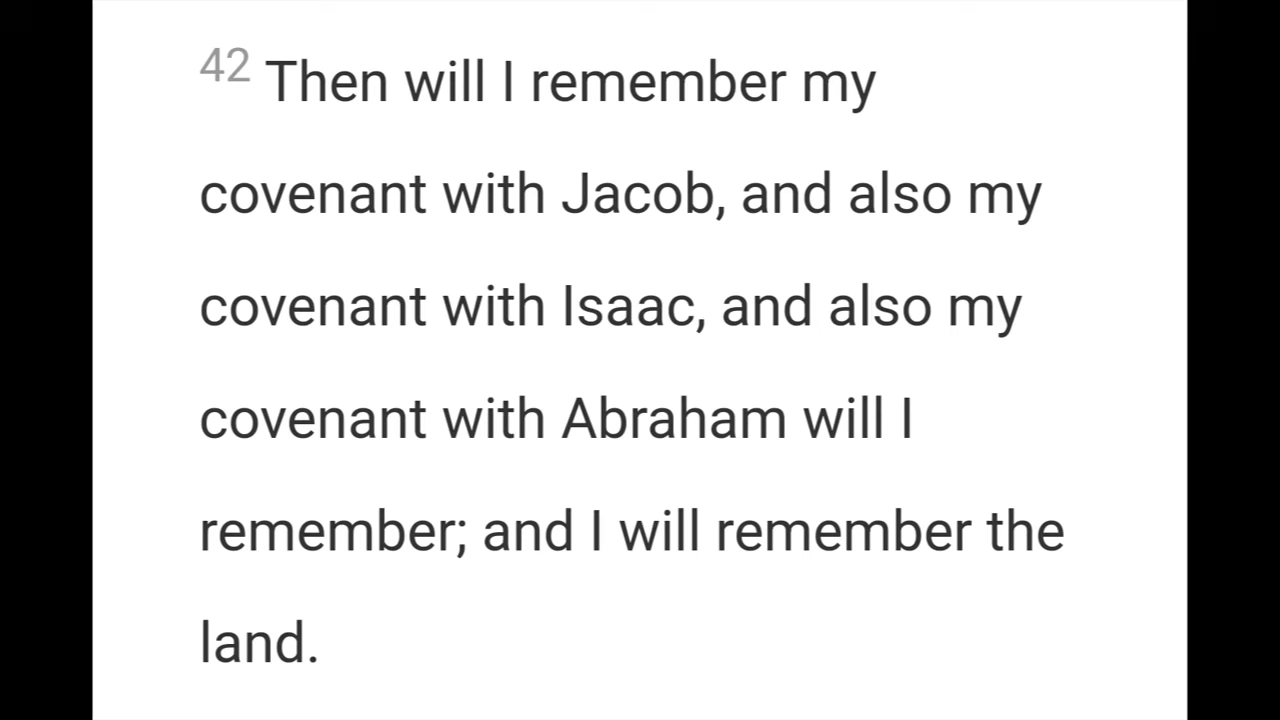 42 Then will I remember my
covenant with Jacob, and also my
covenant with Isaac, and also my
covenant with Abraham will I
remember; and I will remember the
land.